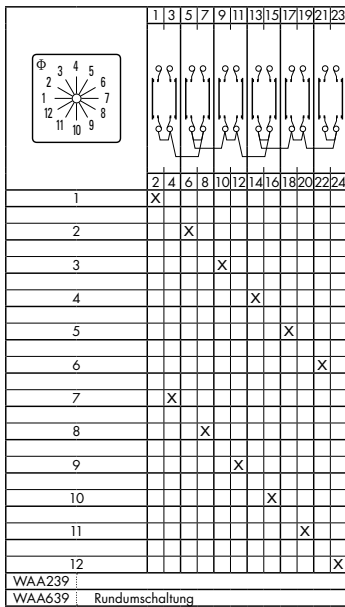 1 3 5 7 9 11 13 15 17 19 21 23
Φ
1 2 3 4 5 6 7 8 9 10 11 12
2 4 6 8 10 12 14 16 18 20 22 24
1 X
2 X
3 X
4 X
5 X
6 X
7 X
8 X
9 X
10 X
11 X
12 X
WAA239
WAA639 Rundumschaltung